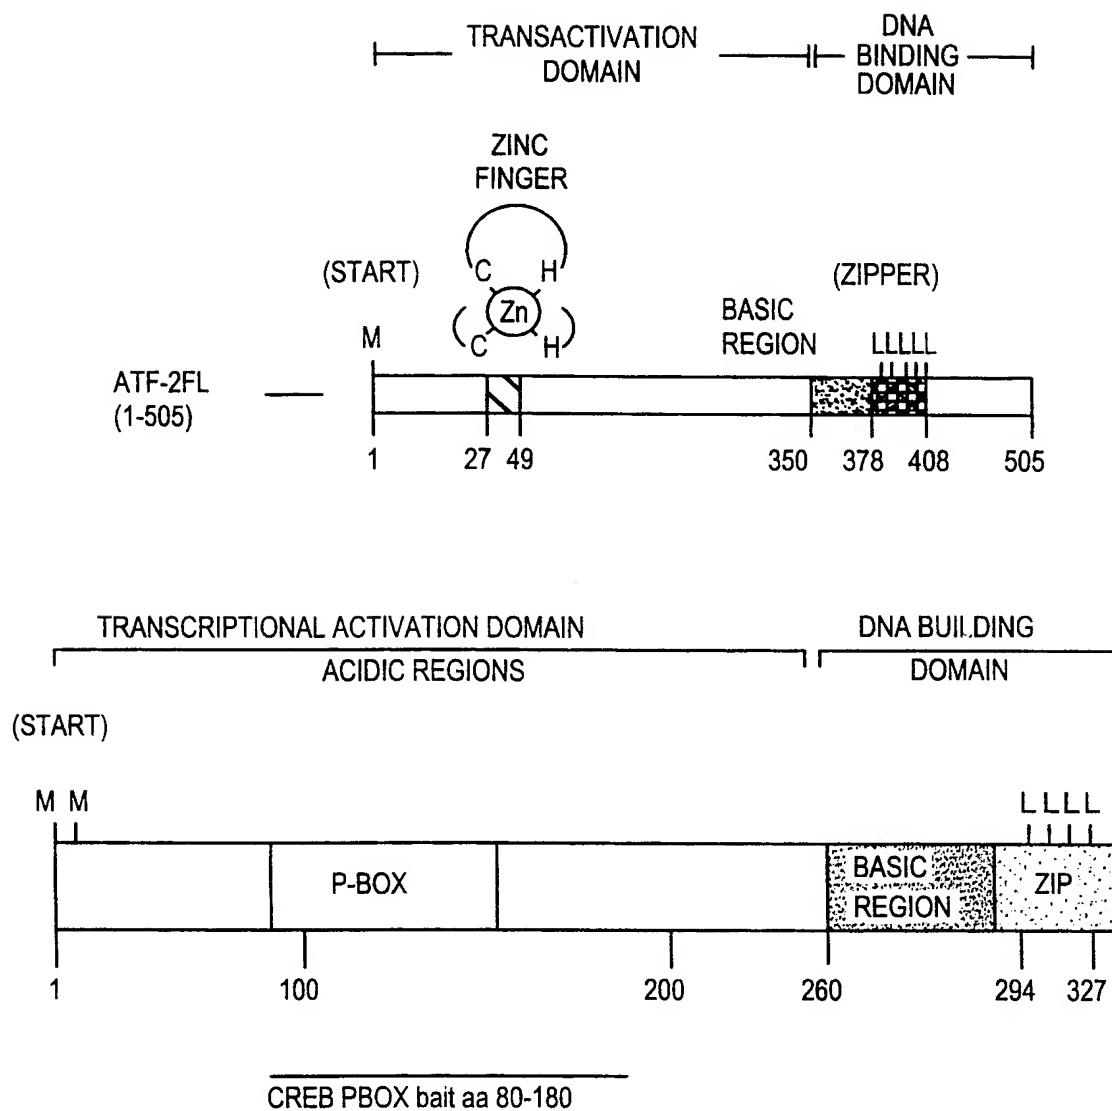 TRANSACTIVATION
DOMAIN
DNA
BINDING
DOMAIN
ZINC
FINGER
(START)
C H
Zn
C H
(ZIPPER)
BASIC
REGION
M
LLLLL
ATF-2FL
(1-505)
1 27 49 350 378 408 505
TRANSCRIPTIONAL ACTIVATION DOMAIN
ACIDIC REGIONS
DNA BUILDING
DOMAIN
(START)
M M
L L L L
P-BOX
BASIC
REGION
ZIP
1 100 200 260 294 327
CREB PBOX bait aa 80-180